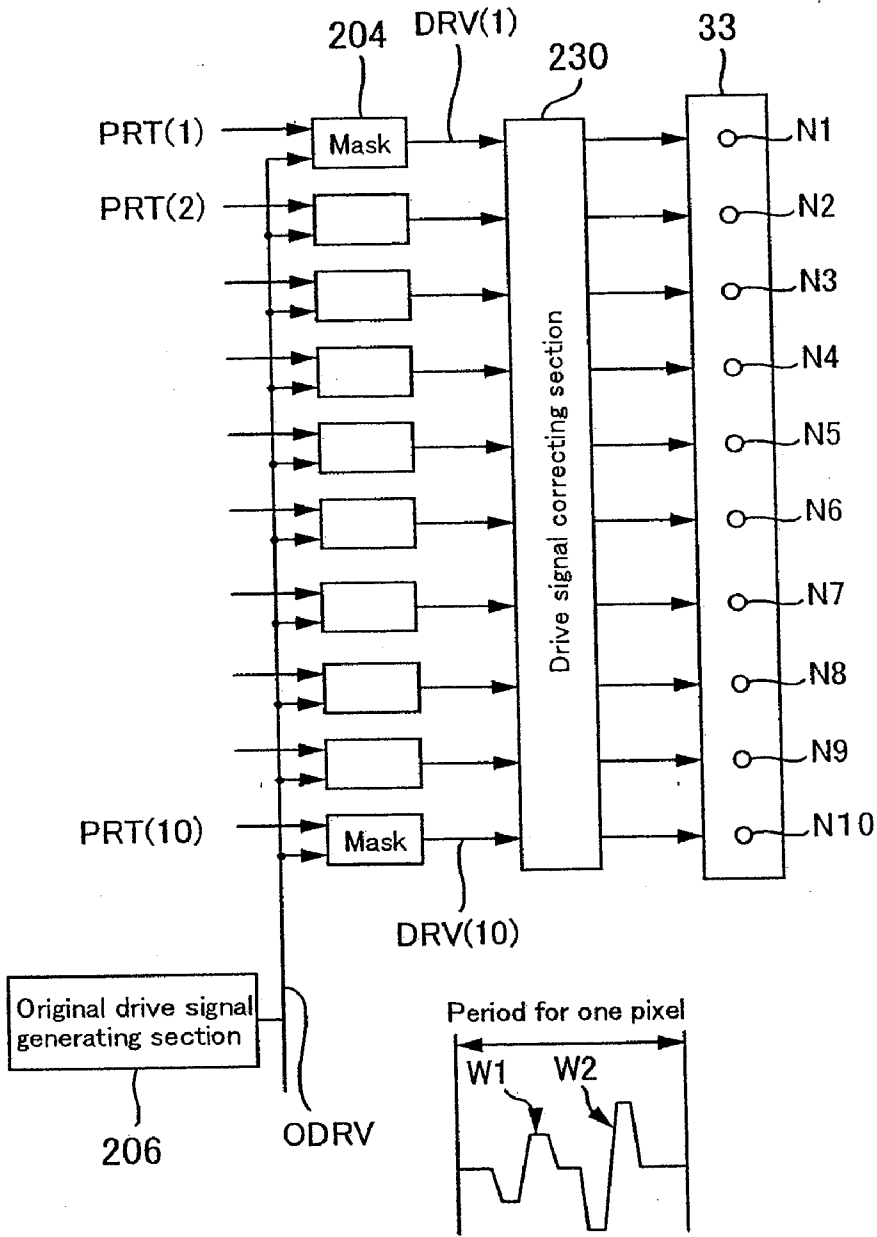 204
DRV(1)
230
33
PRT(1)
Mask
N1
PRT(2)
N2
N3
N4
N5
N6
N7
N8
N9
Drive signal correcting section
PRT(10)
Mask
N10
DRV(10)
Original drive signal
generating section
206
ODRV
Period for one pixel
W1
W2